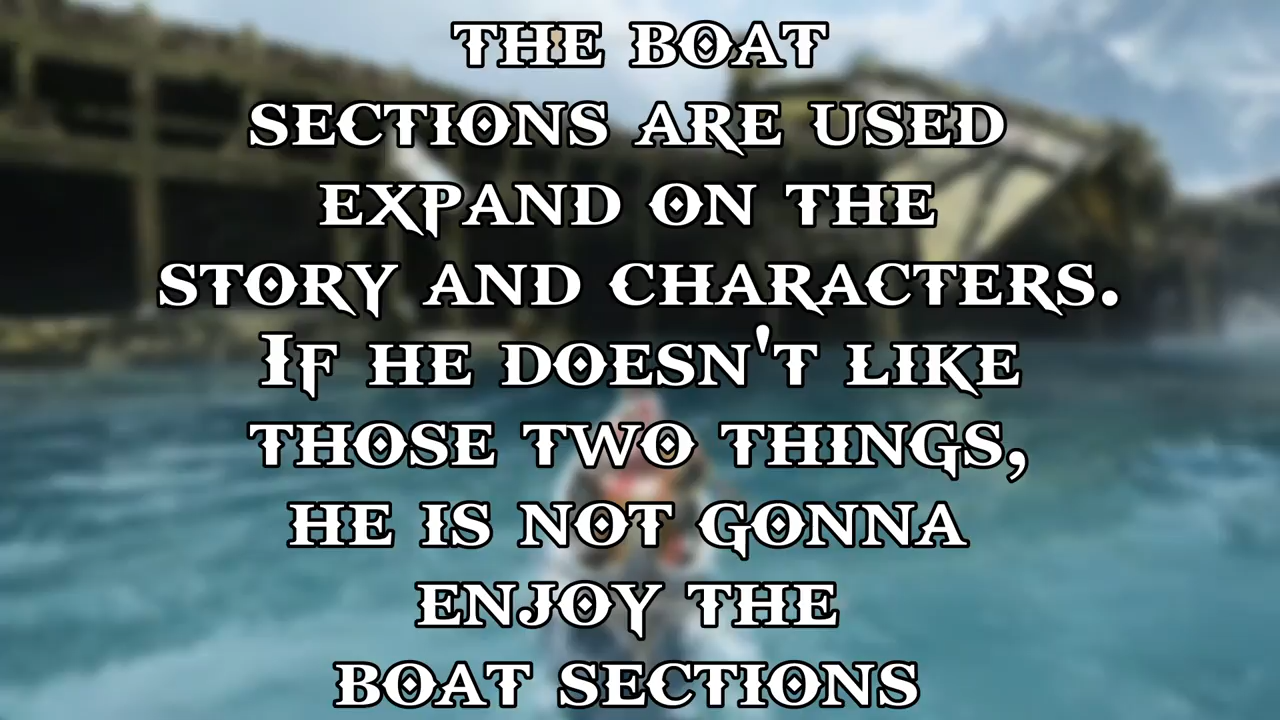 THE BOAT
SECTIONS ARE USED
EXPAND ON THE
STORY AND CHARACTERS.
IF HE DOESN'T LIKE
THOSE TWO THINGS,
HE IS NOT GONNA
ENJOY THE
BOAT SECTIONS